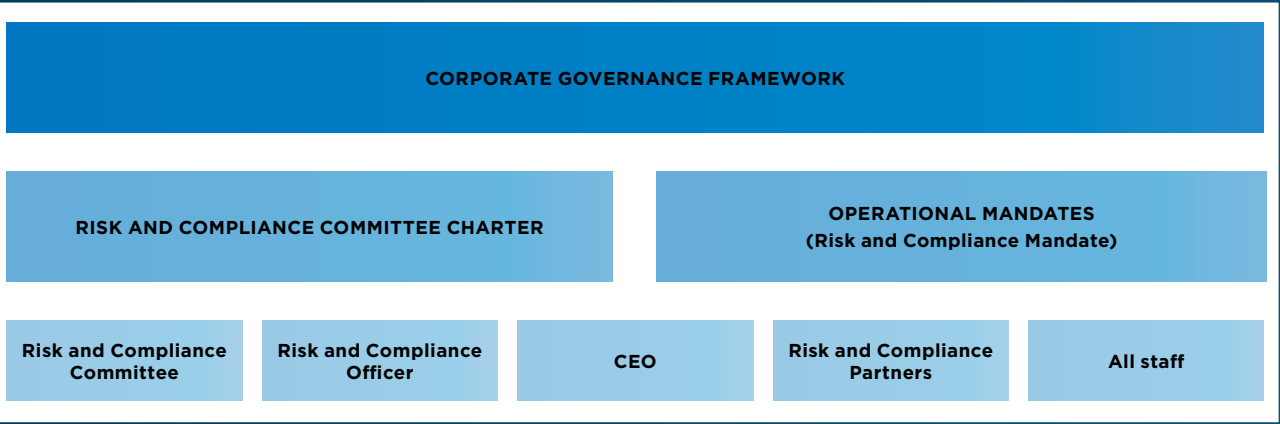 CORPORATE GOVERNANCE FRAMEWORK
RISK AND COMPLIANCE COMMITTEE CHARTER
OPERATIONAL MANDATES
(Risk and Compliance Mandate)
Risk and Compliance
Committee
Risk and Compliance
Officer
CEO
Risk and Compliance
Partners
All staff